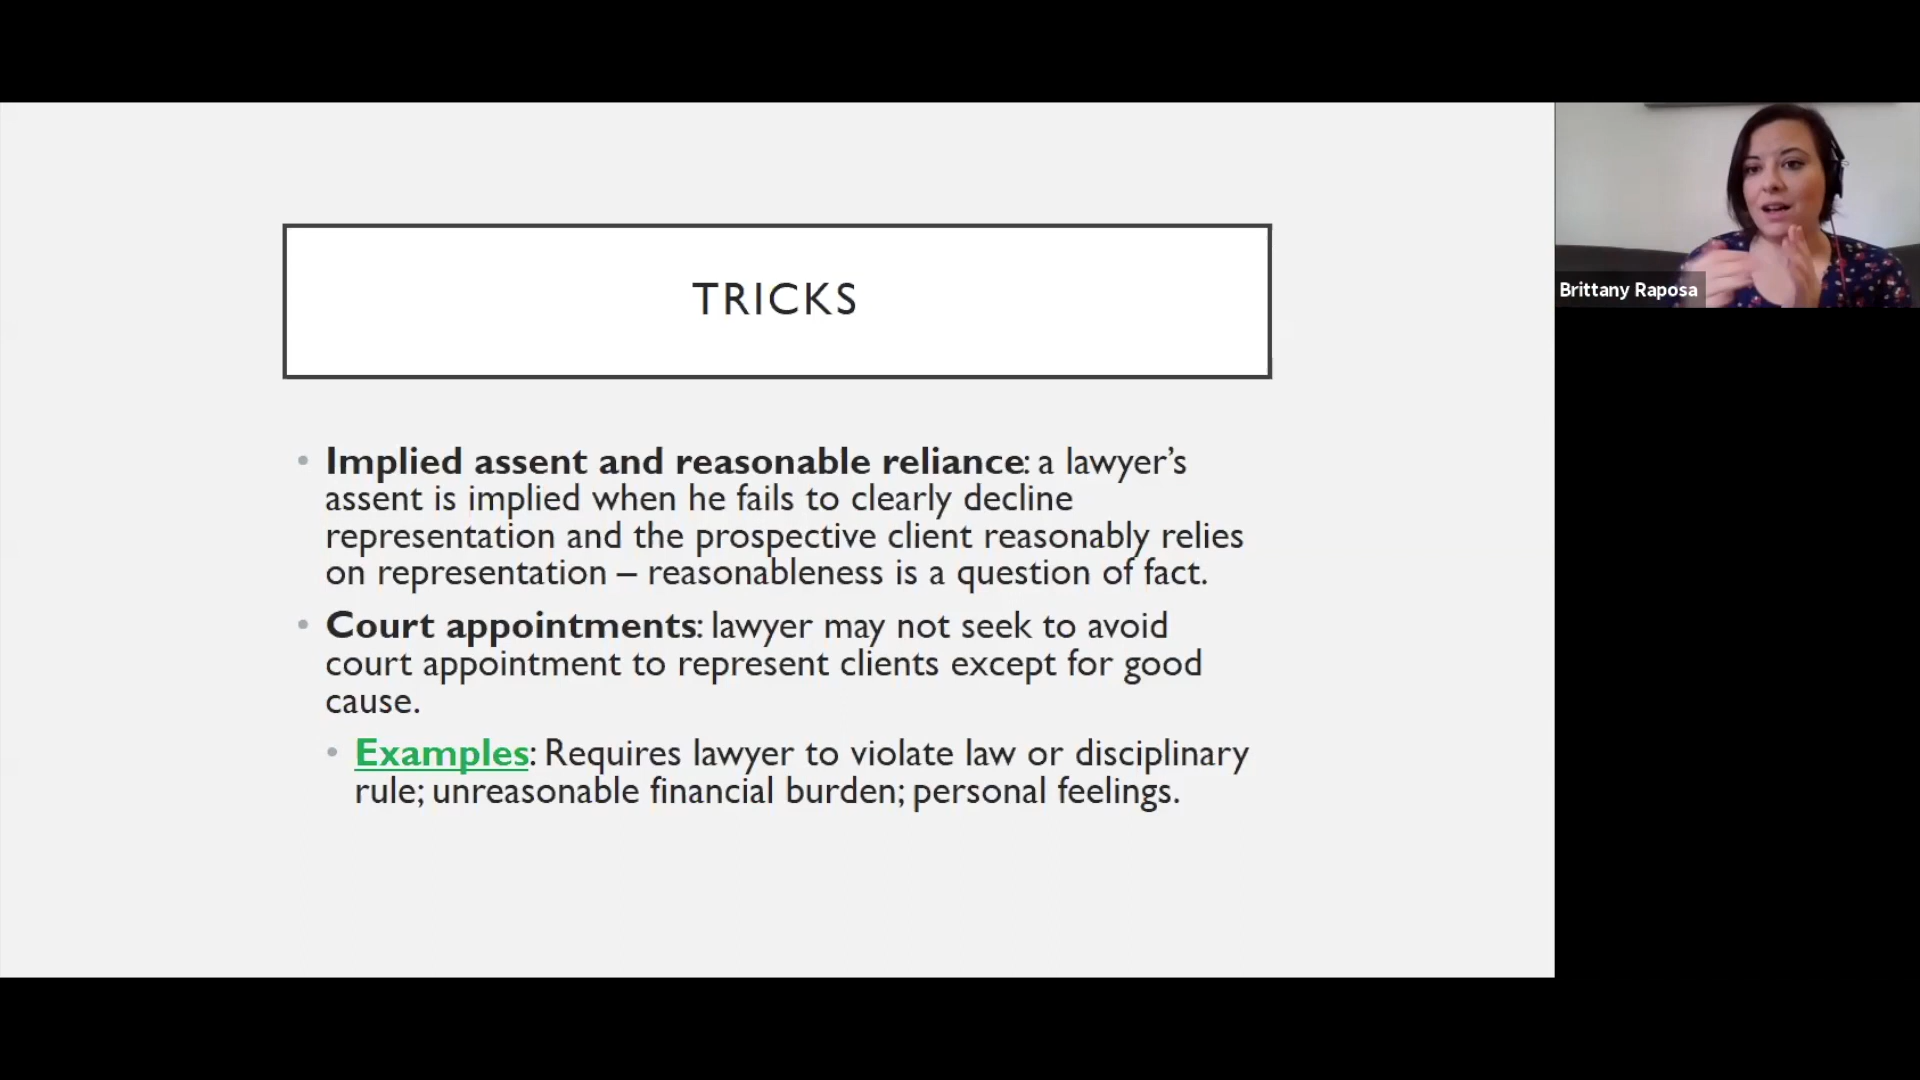 TRICKS
Brittany Raposa
• Implied assent and reasonable reliance: a lawyer’s
assent is implied when he fails to clearly decline
representation and the prospective client reasonably relies
on representation – reasonableness is a question of fact.
• Court appointments: lawyer may not seek to avoid
court appointment to represent clients except for good
cause.
• Examples: Requires lawyer to violate law or disciplinary
rule; unreasonable financial burden; personal feelings.